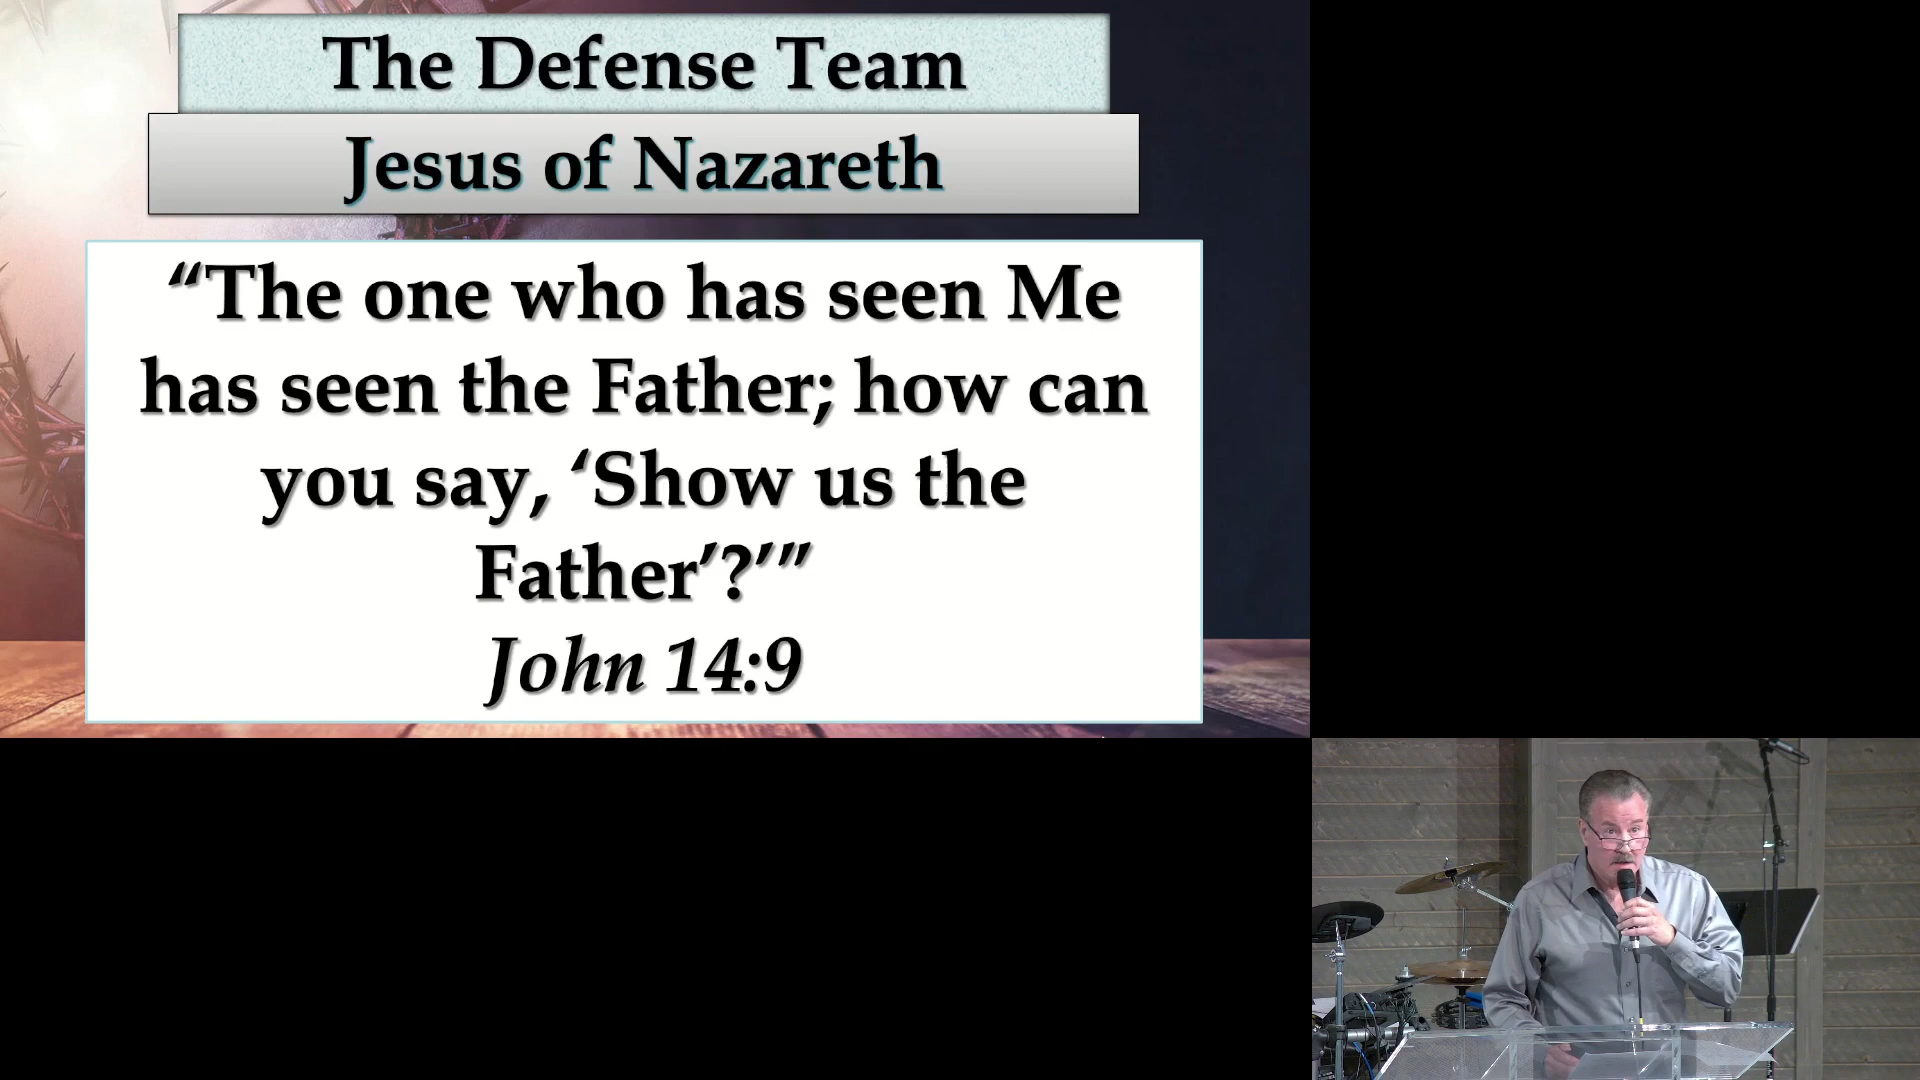 The Defense Team
Jesus of Nazareth
“The one who has seen Me
has seen the Father; how can
you say, ‘Show us the
Father’?’”
John 14:9